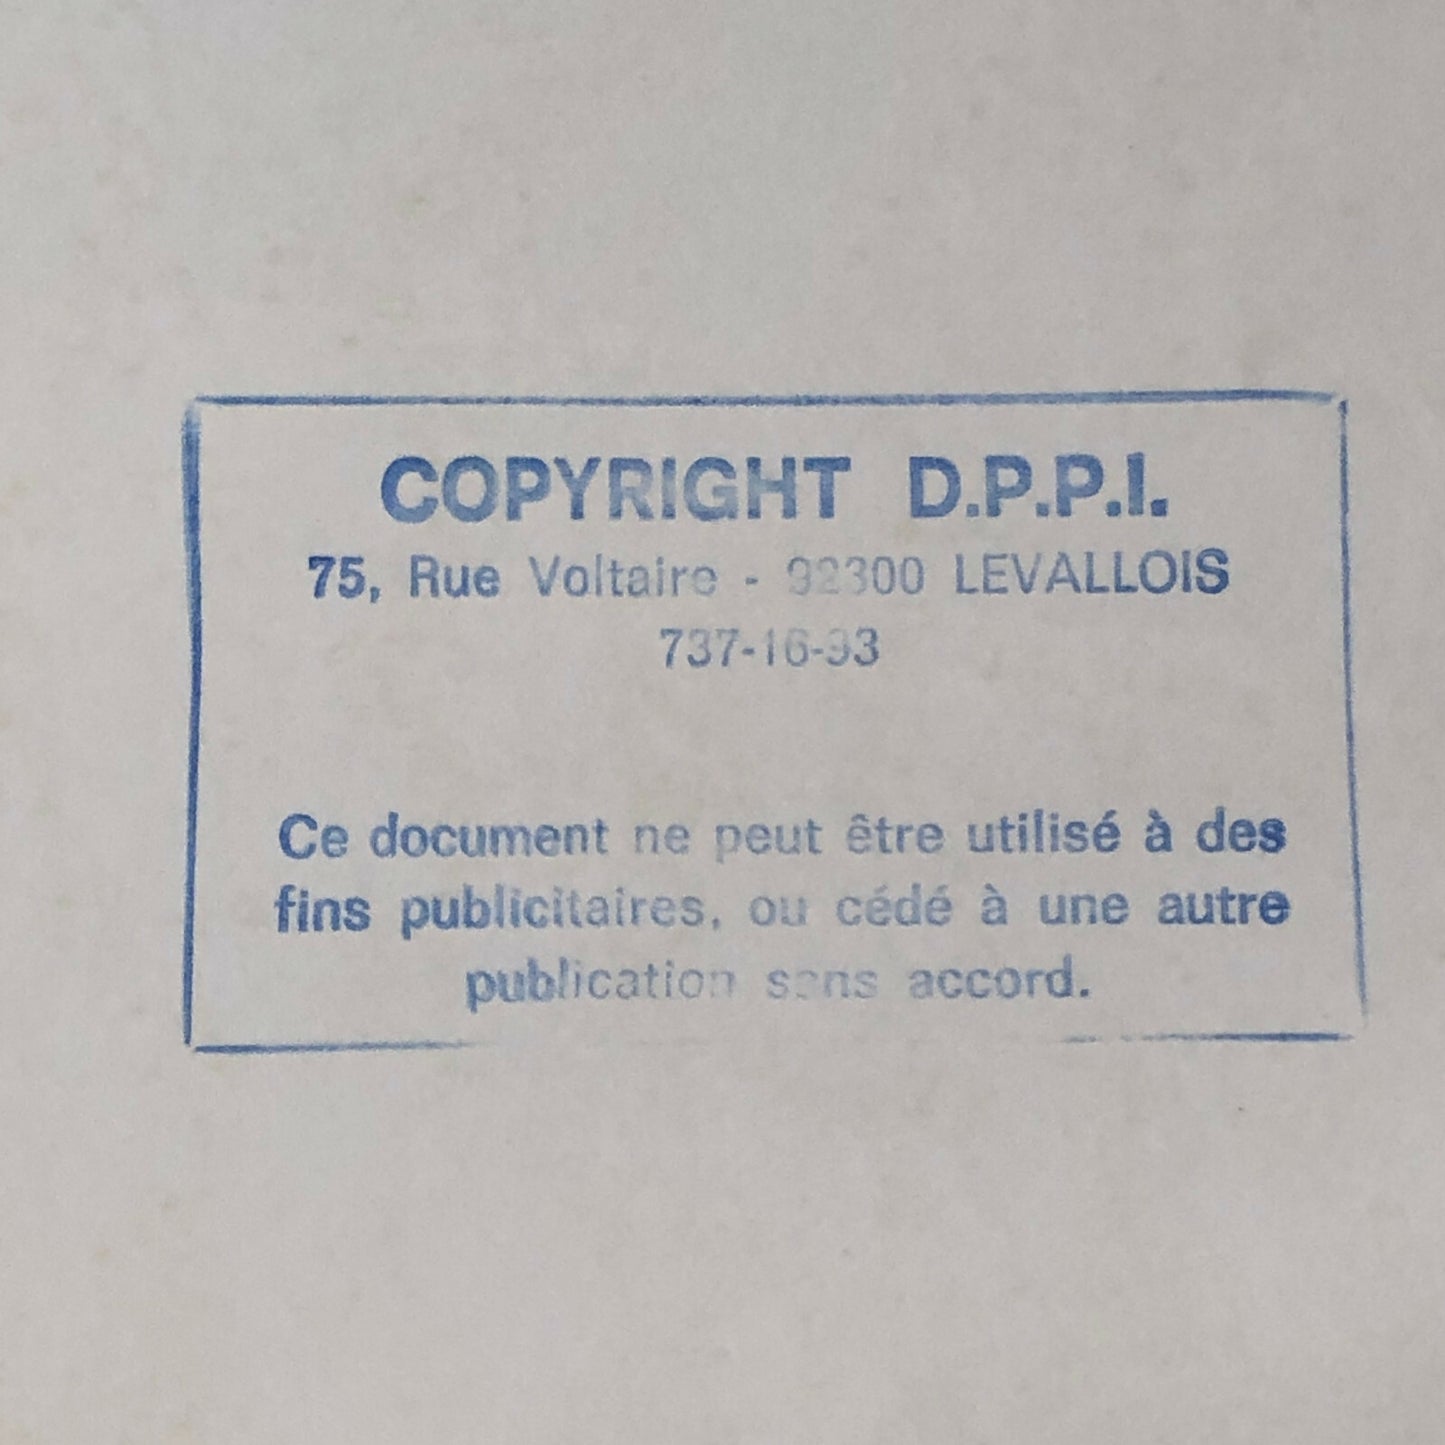 COPYRIGHT D.P.P.I.
75, Rue Voltaire - 92300 LEVALLOIS
737-16-93
Ce document ne peut être utilisé à des
fins publicitaires, ou cédé à une autre
publication sans accord.